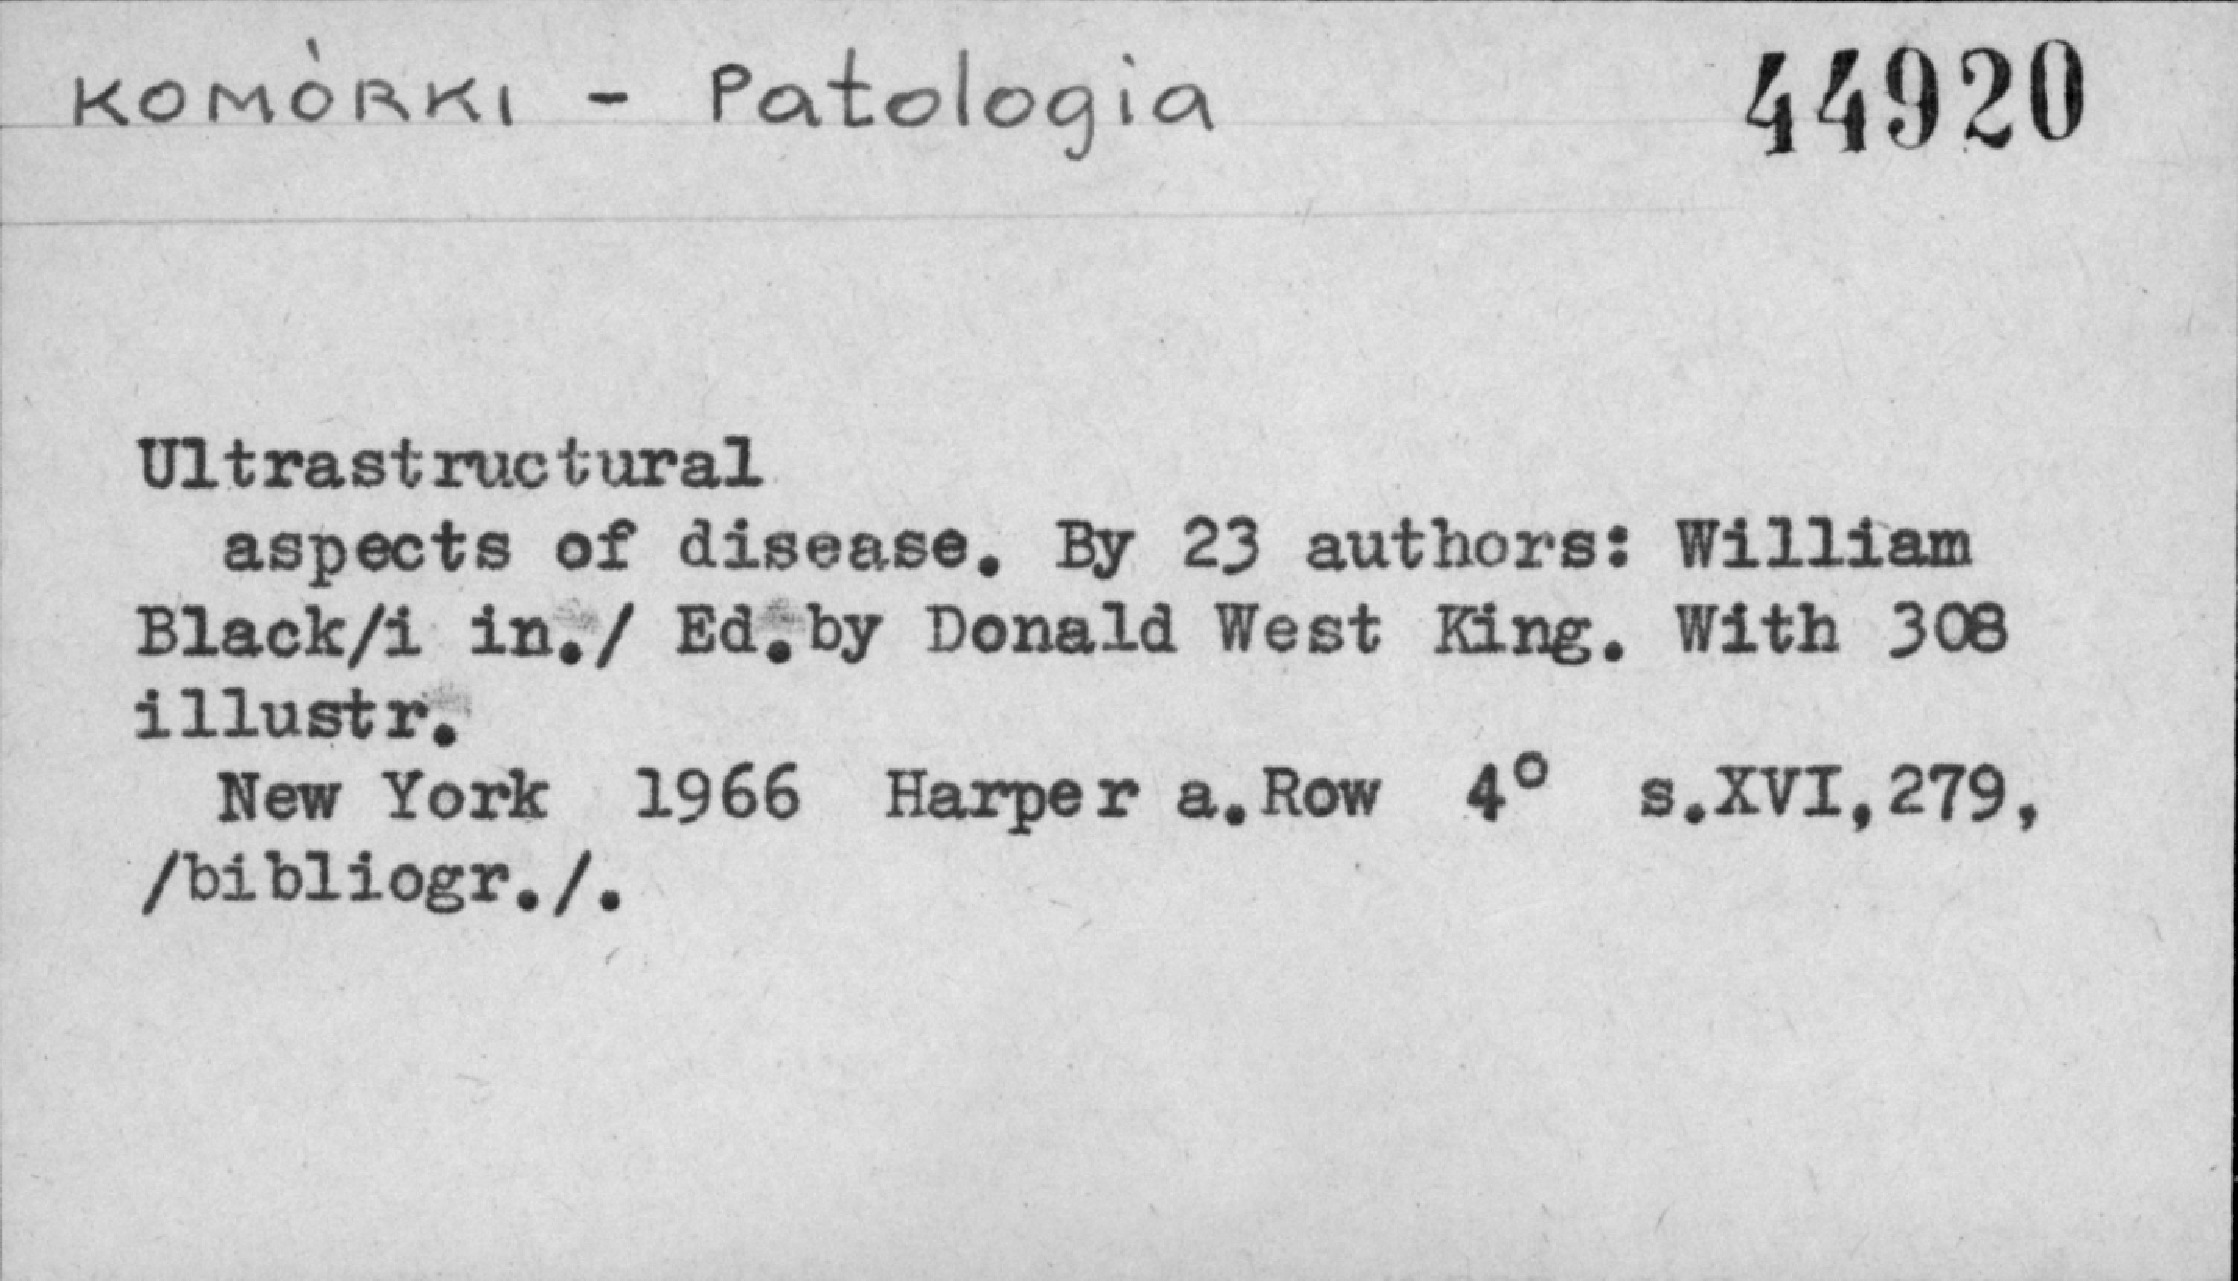 KOMÓRKI - Patologia 44920
Ultrastructural
aspects of disease. By 23 authors: William
Black/i in./ Ed.by Donald West King. With 308
illustr.
New York 1966 Harper a.Row 4° s.XVI,279,
/bibliogr./.